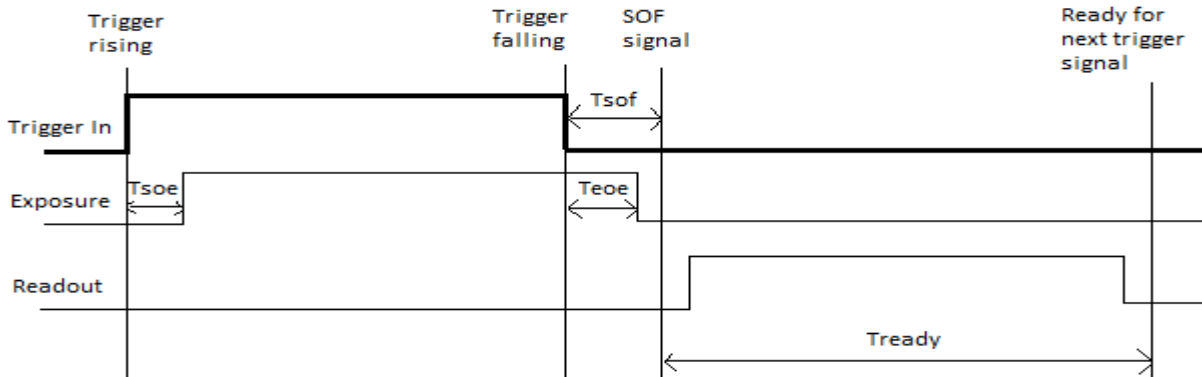 Trigger
rising
Trigger
falling
SOF
signal
Ready for
next trigger
signal
Tsof
Trigger In
Tsoe
Teoe
Exposure
Readout
Tready